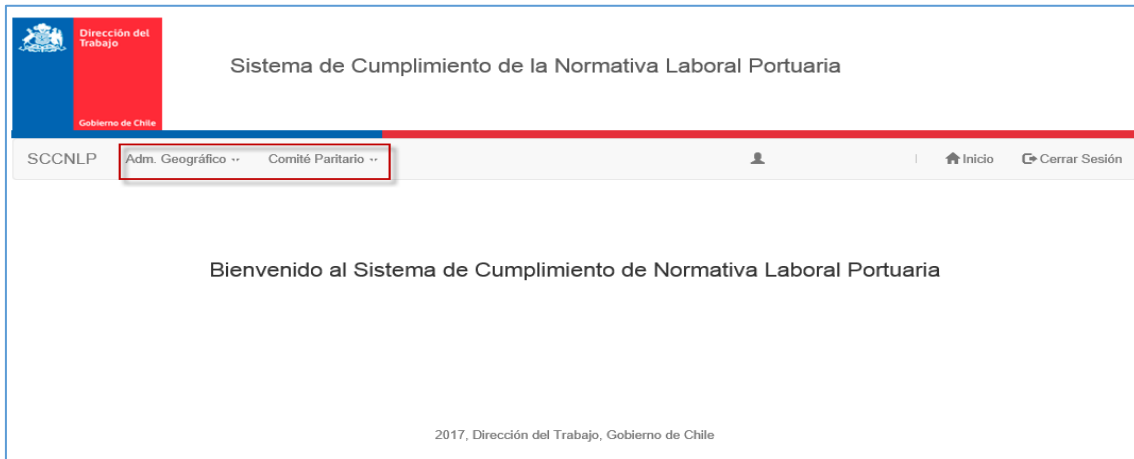 Dirección del
Trabajo
Gobierno de Chile
Sistema de Cumplimiento de la Normativa Laboral Portuaria
SCCNLP Adm. Geográfico Comité Paritario | Inicio Cerrar Sesión
Bienvenido al Sistema de Cumplimiento de Normativa Laboral Portuaria
2017, Dirección del Trabajo, Gobierno de Chile